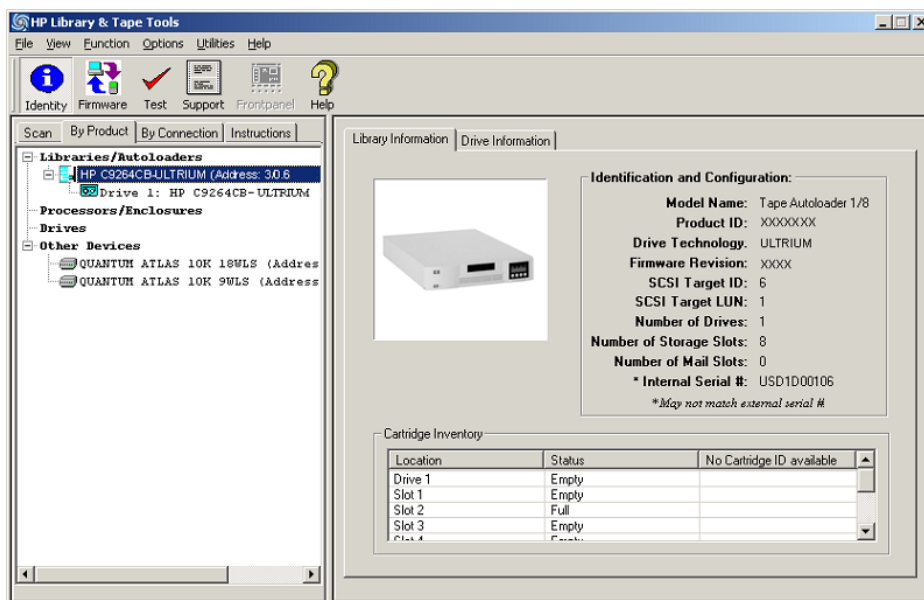 HP Library & Tape Tools
File View Function Options Utilities Help
Identity Firmware Test Support Frontpanel Help
Scan By Product By Connection Instructions
Libraries/Autoloaders
HP C9264CB-ULTRIUM (Address: 3.0.6
Drive 1: HP C9264CB-ULTRIUM
Processors/Enclosures
Drives
Other Devices
QUANTUM ATLAS 10K 18WLS (Addres
QUANTUM ATLAS 10K 9WLS (Address
Library Information Drive Information
Identification and Configuration:
Model Name: Tape Autoloader 1/8
Product ID: XXXXXXX
Drive Technology. ULTRIUM
Firmware Revision: XXXX
SCSI Target ID: 6
SCSI Target LUN: 1
Number of Drives: 1
Number of Storage Slots: 8
Number of Mail Slots: 0
* Internal Serial #: USD1D00106
*May not match external serial #
Cartridge Inventory
Location Status No Cartridge ID available
Drive 1 Empty
Slot 1 Empty
Slot 2 Full
Slot 3 Empty
Slot 4 Empty